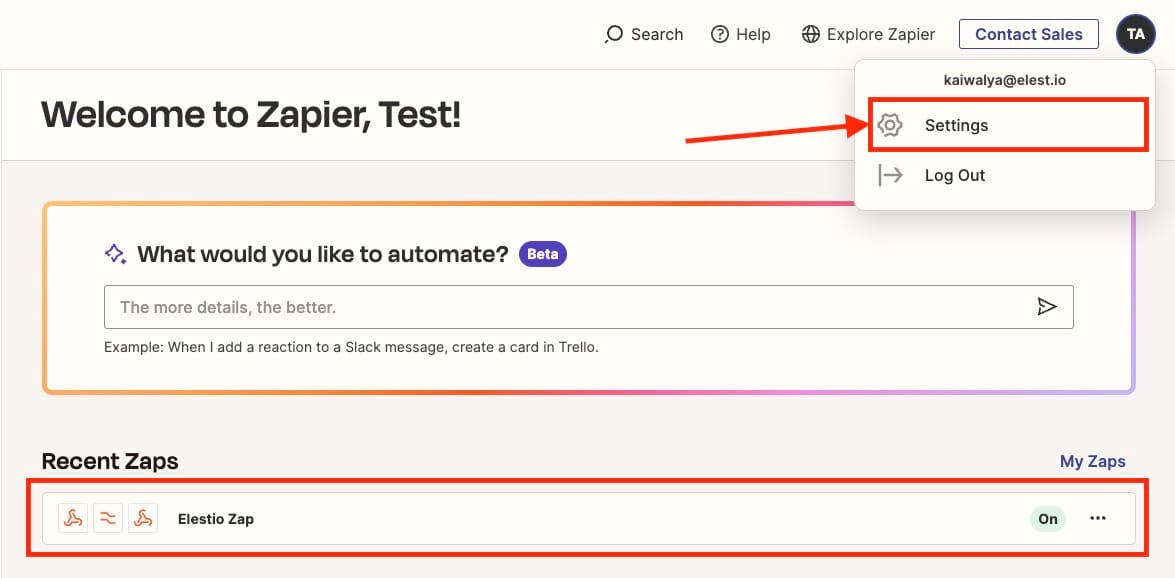 Search
Help
Explore Zapier
Contact Sales
TA
kaiwalya@elest.io
Settings
Log Out
Welcome to Zapier, Test!
What would you like to automate? Beta
The more details, the better.
Example: When I add a reaction to a Slack message, create a card in Trello.
Recent Zaps
My Zaps
Elestio Zap
On